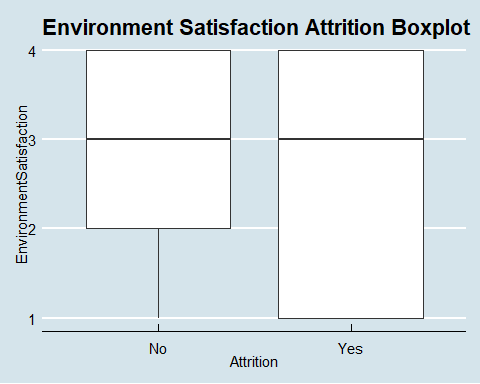 Environment Satisfaction Attrition Boxplot
EnvironmentSatisfaction
4
3
2
1
No Yes
Attrition